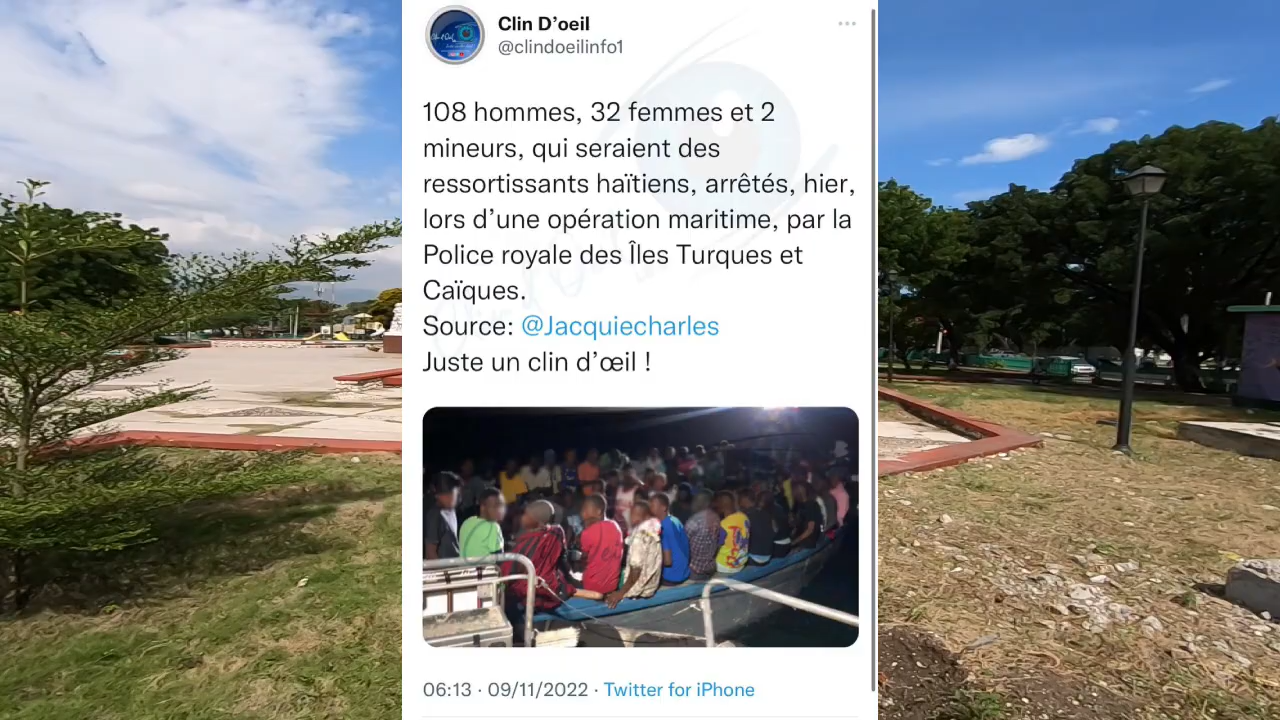 Clin D’oeil
@clindoeilinfo1
108 hommes, 32 femmes et 2
mineurs, qui seraient des
ressortissants haïtiens, arrêtés, hier,
lors d’une opération maritime, par la
Police royale des Îles Turques et
Caïques.
Source: @Jacquiecharles
Juste un clin d’œil !
06:13 · 09/11/2022 · Twitter for iPhone